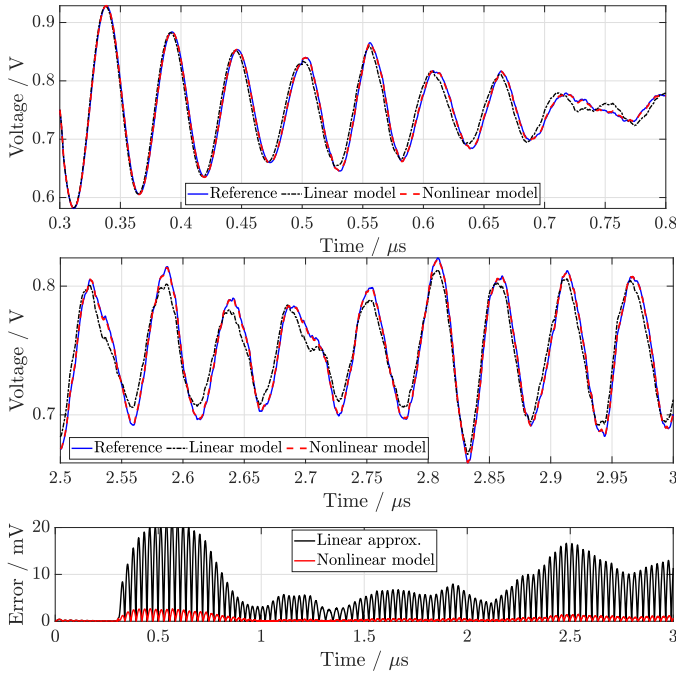 0.9
0.8
0.7
0.6
Voltage / V
Reference Linear model Nonlinear model
0.3 0.35 0.4 0.45 0.5 0.55 0.6 0.65 0.7 0.75 0.8
Time / μs
0.8
0.7
Voltage / V
Reference Linear model Nonlinear model
2.5 2.55 2.6 2.65 2.7 2.75 2.8 2.85 2.9 2.95 3
Time / μs
20
10
0
Error / mV
Linear approx.
Nonlinear model
0 0.5 1 1.5 2 2.5 3
Time / μs